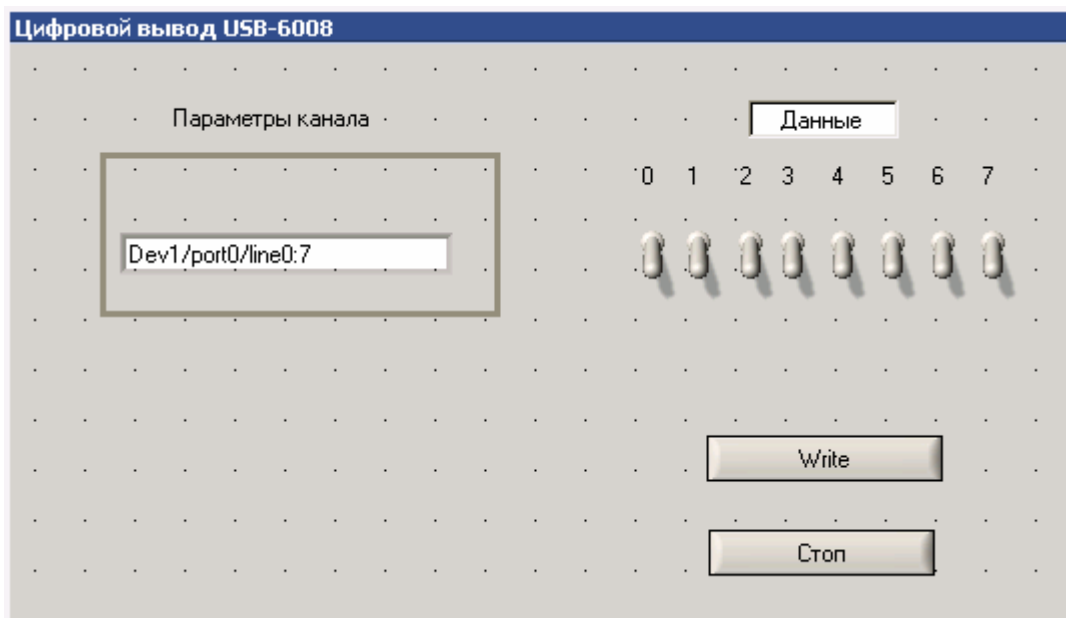 Цифровой вывод USB-6008
Параметры канала
Данные
0 1 2 3 4 5 6 7
Dev1/port0/line0:7
Write
Стоп